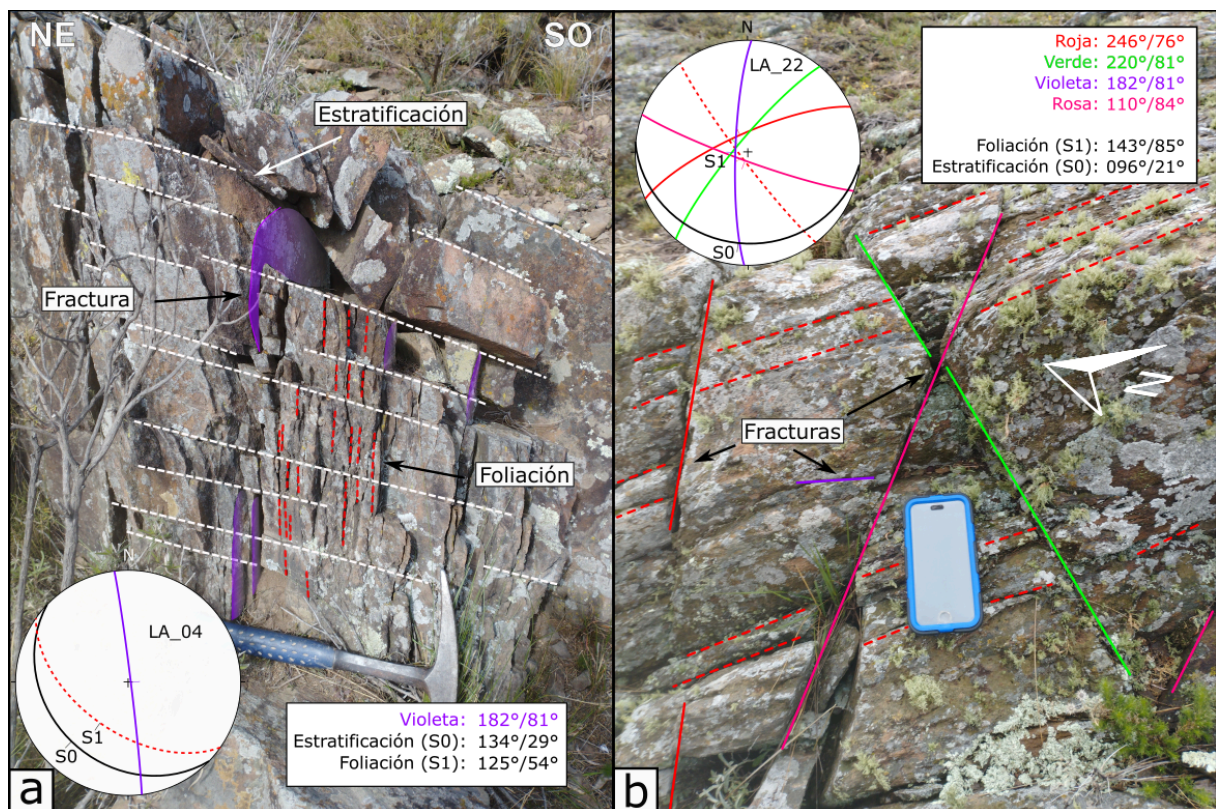 NE
SO
Estratificación
Fractura
Foliación
N
LA_04
S1
S0
Violeta: 182°/81°
Estratificación (S0): 134°/29°
Foliación (S1): 125°/54°
a
N
LA_22
S1
S0
Roja: 246°/76°
Verde: 220°/81°
Violeta: 182°/81°
Rosa: 110°/84°
Foliación (S1): 143°/85°
Estratificación (S0): 096°/21°
Fracturas
N
b